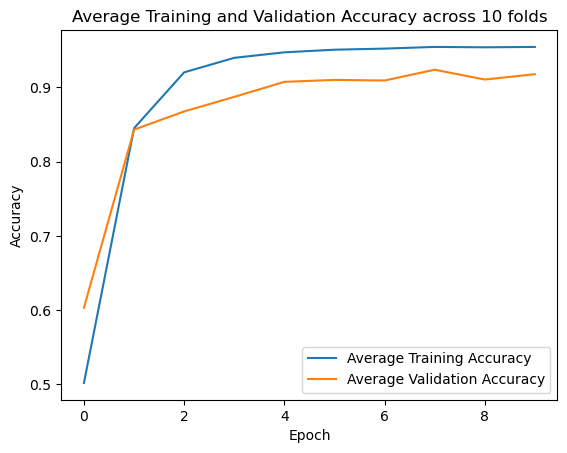 Average Training and Validation Accuracy across 10 folds
Accuracy
0.9
0.8
0.7
0.6
0.5
0
2
4
6
8
Epoch
Average Training Accuracy
Average Validation Accuracy